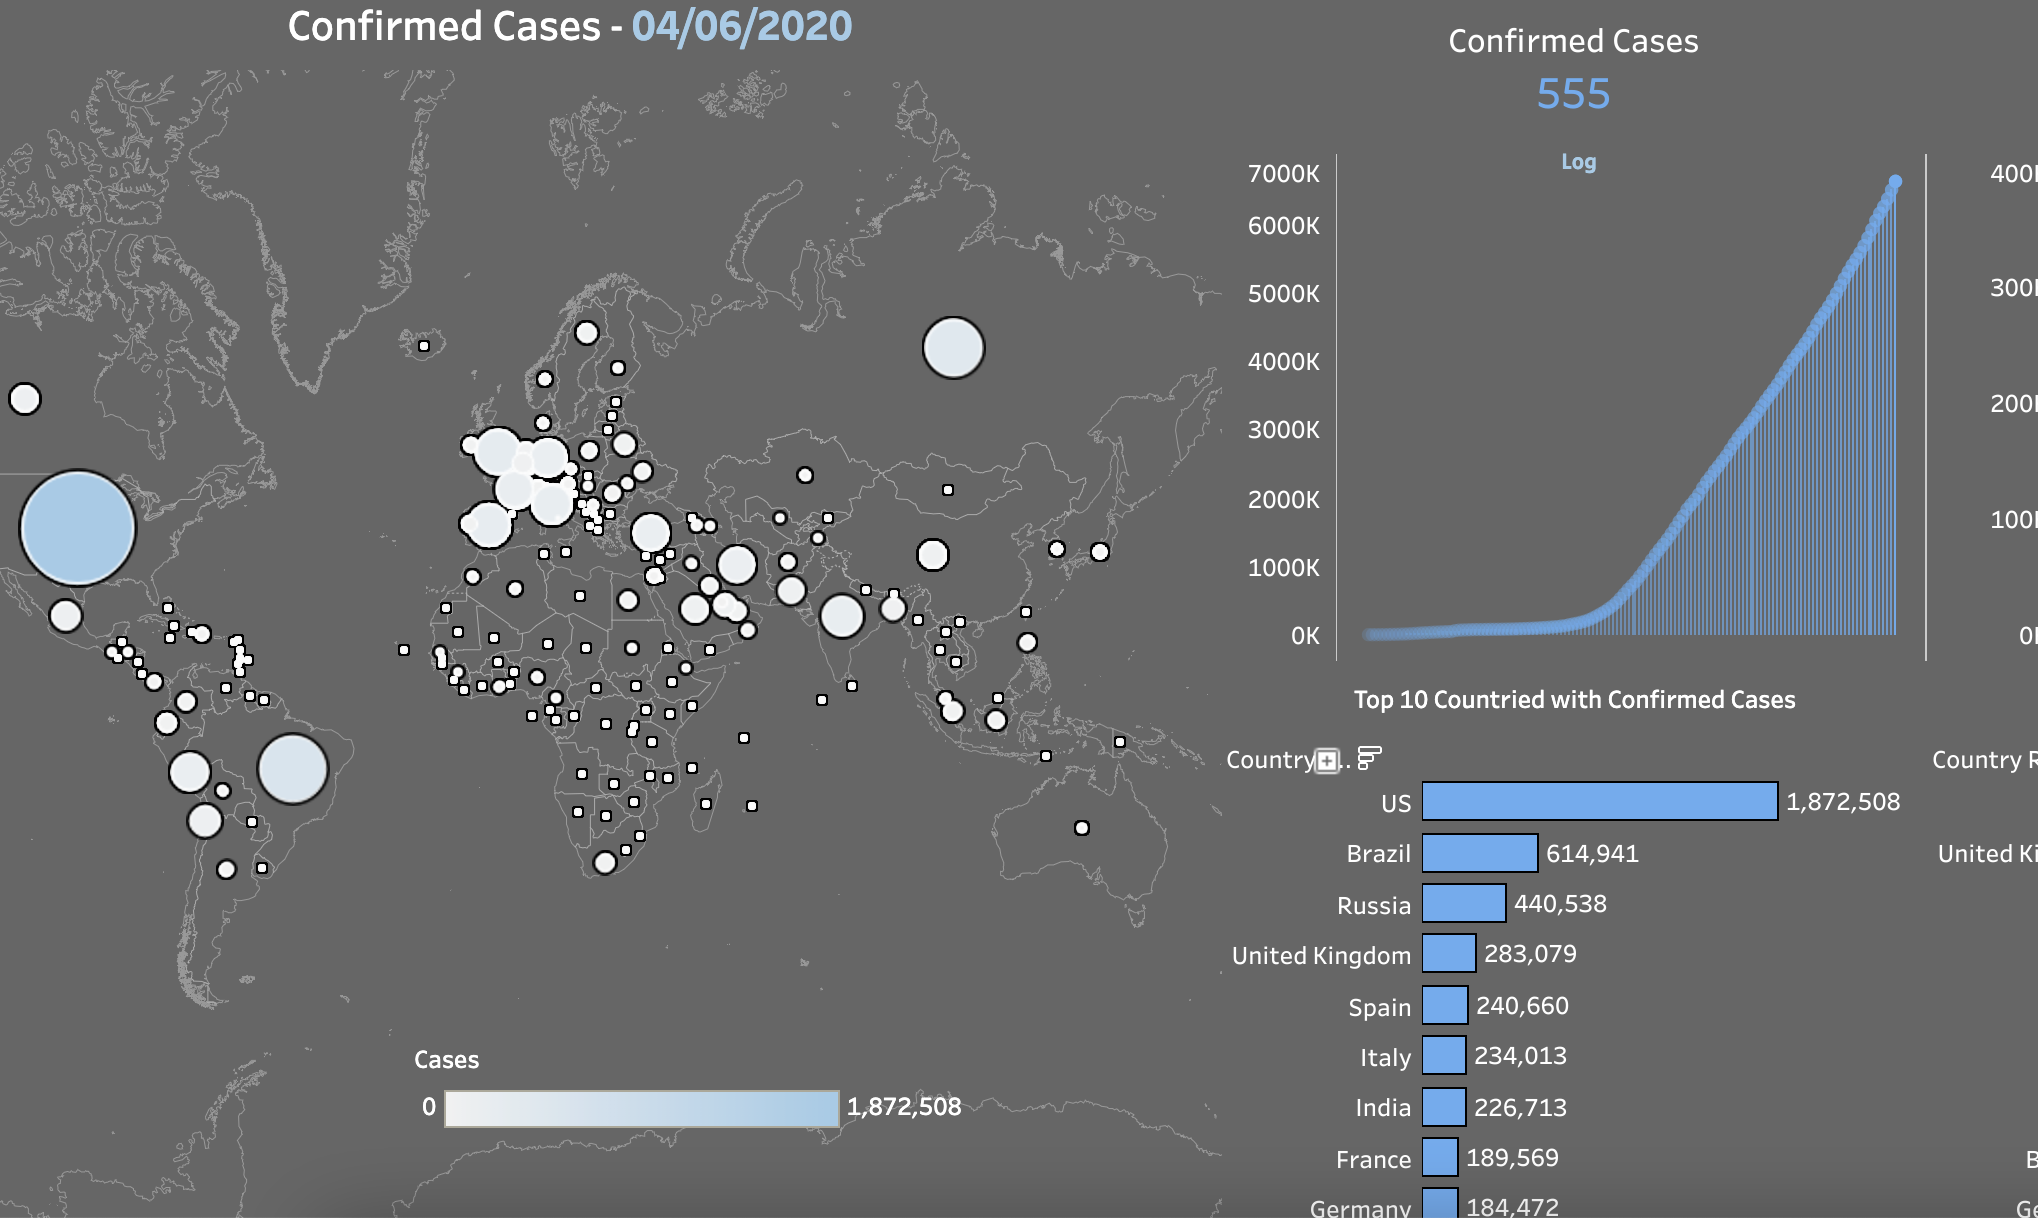 Confirmed Cases - 04/06/2020
Cases
0 1,872,508
Confirmed Cases
555
Log
7000K
6000K
5000K
4000K
3000K
2000K
1000K
0K
Top 10 Countried with Confirmed Cases
Country ..
US 1,872,508
Brazil 614,941
Russia 440,538
United Kingdom 283,079
Spain 240,660
Italy 234,013
India 226,713
France 189,569
Germany 184,472
400
300
200
100
0
Country R
United Ki
B
Ge